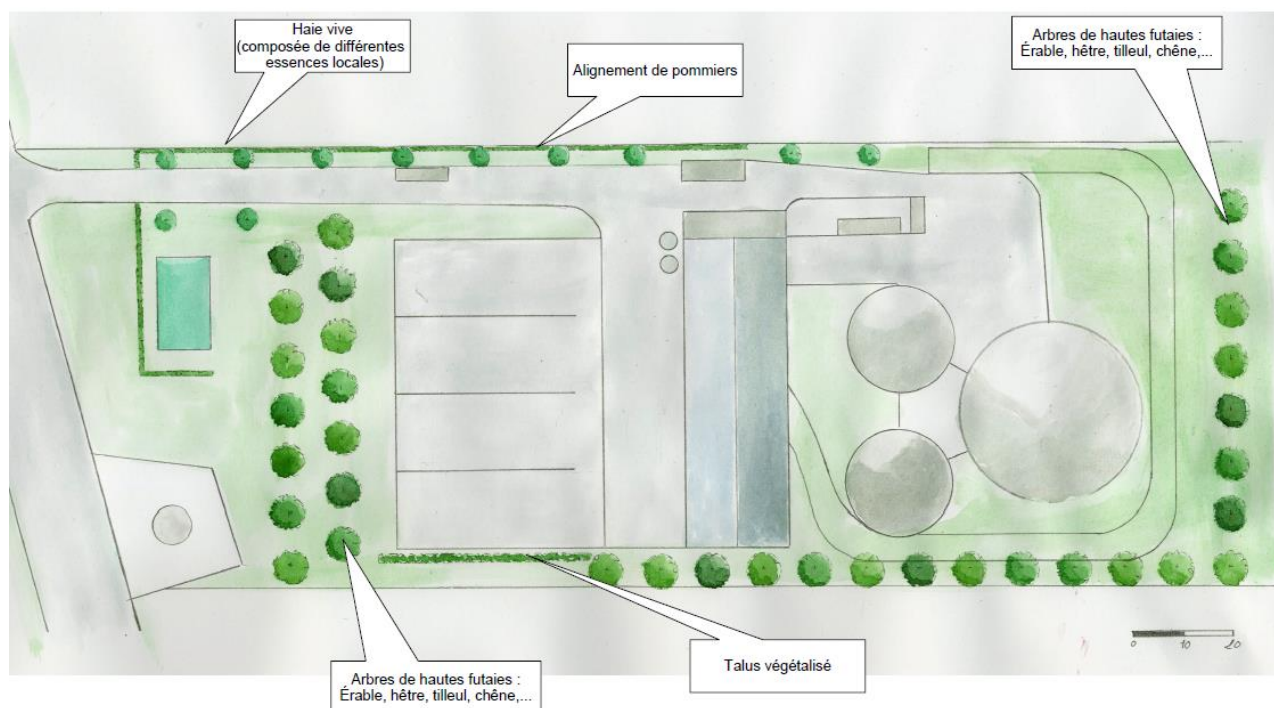 Haie vive
(composée de différentes
essences locales)
Alignement de pommiers
Arbres de hautes futaies :
Érable, hêtre, tilleul, chêne,...
Arbres de hautes futaies :
Érable, hêtre, tilleul, chêne,...
Talus végétalisé
0 10 20